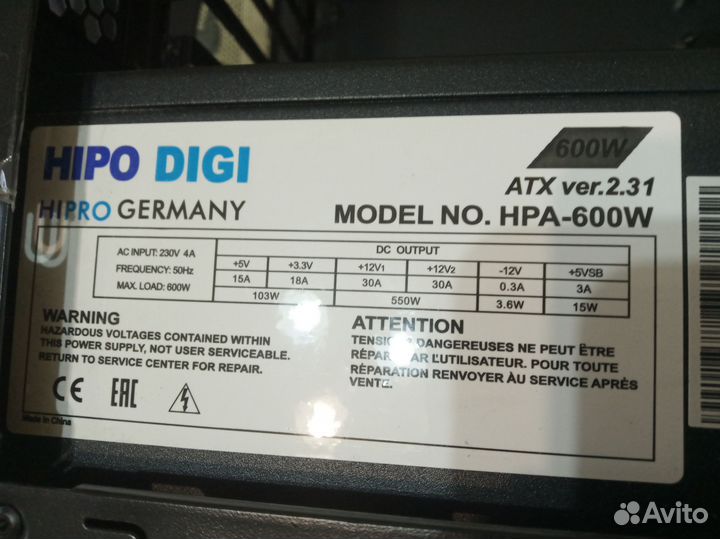 HIPO DIGI
600W
ATX ver.2.31
HIPRO GERMANY
MODEL NO. HPA-600W
AC INPUT: 230V 4A
FREQUENCY: 50Hz
MAX. LOAD: 600W
DC OUTPUT
+5V +3.3V +12V1 +12V2 -12V +5VSB
15A 18A 30A 30A 0.3A 3A
103W 550W 3.6W 15W
WARNING
HAZARDOUS VOLTAGES CONTAINED WITHIN
THIS POWER SUPPLY, NOT USER SERVICEABLE.
RETURN TO SERVICE CENTER FOR REPAIR.
ATTENTION
DANGEREUSES NE PEUT ÊTRE
L'UTILISATEUR. POUR TOUTE
RÉPARATION RENVOYER À SERVICE APRÉS
VENTE.
CE EAC
Made in China
Avito